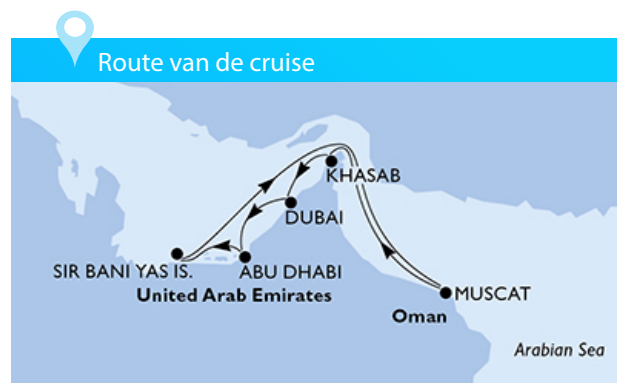 Route van de cruise
KHASAB
DUBAI
SIR BANI YAS IS.
ABU DHABI
United Arab Emirates
MUSCAT
Oman
Arabian Sea